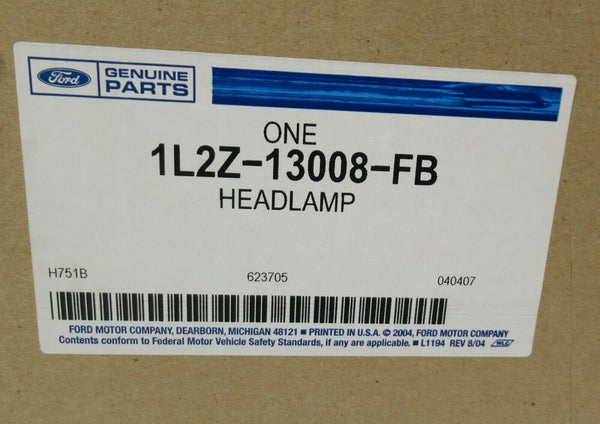 Ford GENUINE PARTS
ONE
1L2Z-13008-FB
HEADLAMP
H751B 623705 040407
FORD MOTOR COMPANY, DEARBORN, MICHIGAN 48121 ■ PRINTED IN U.S.A. © 2004, FORD MOTOR COMPANY
Contents conform to Federal Motor Vehicle Safety Standards, if any are applicable. ■ L1194 REV 8/04 WLC